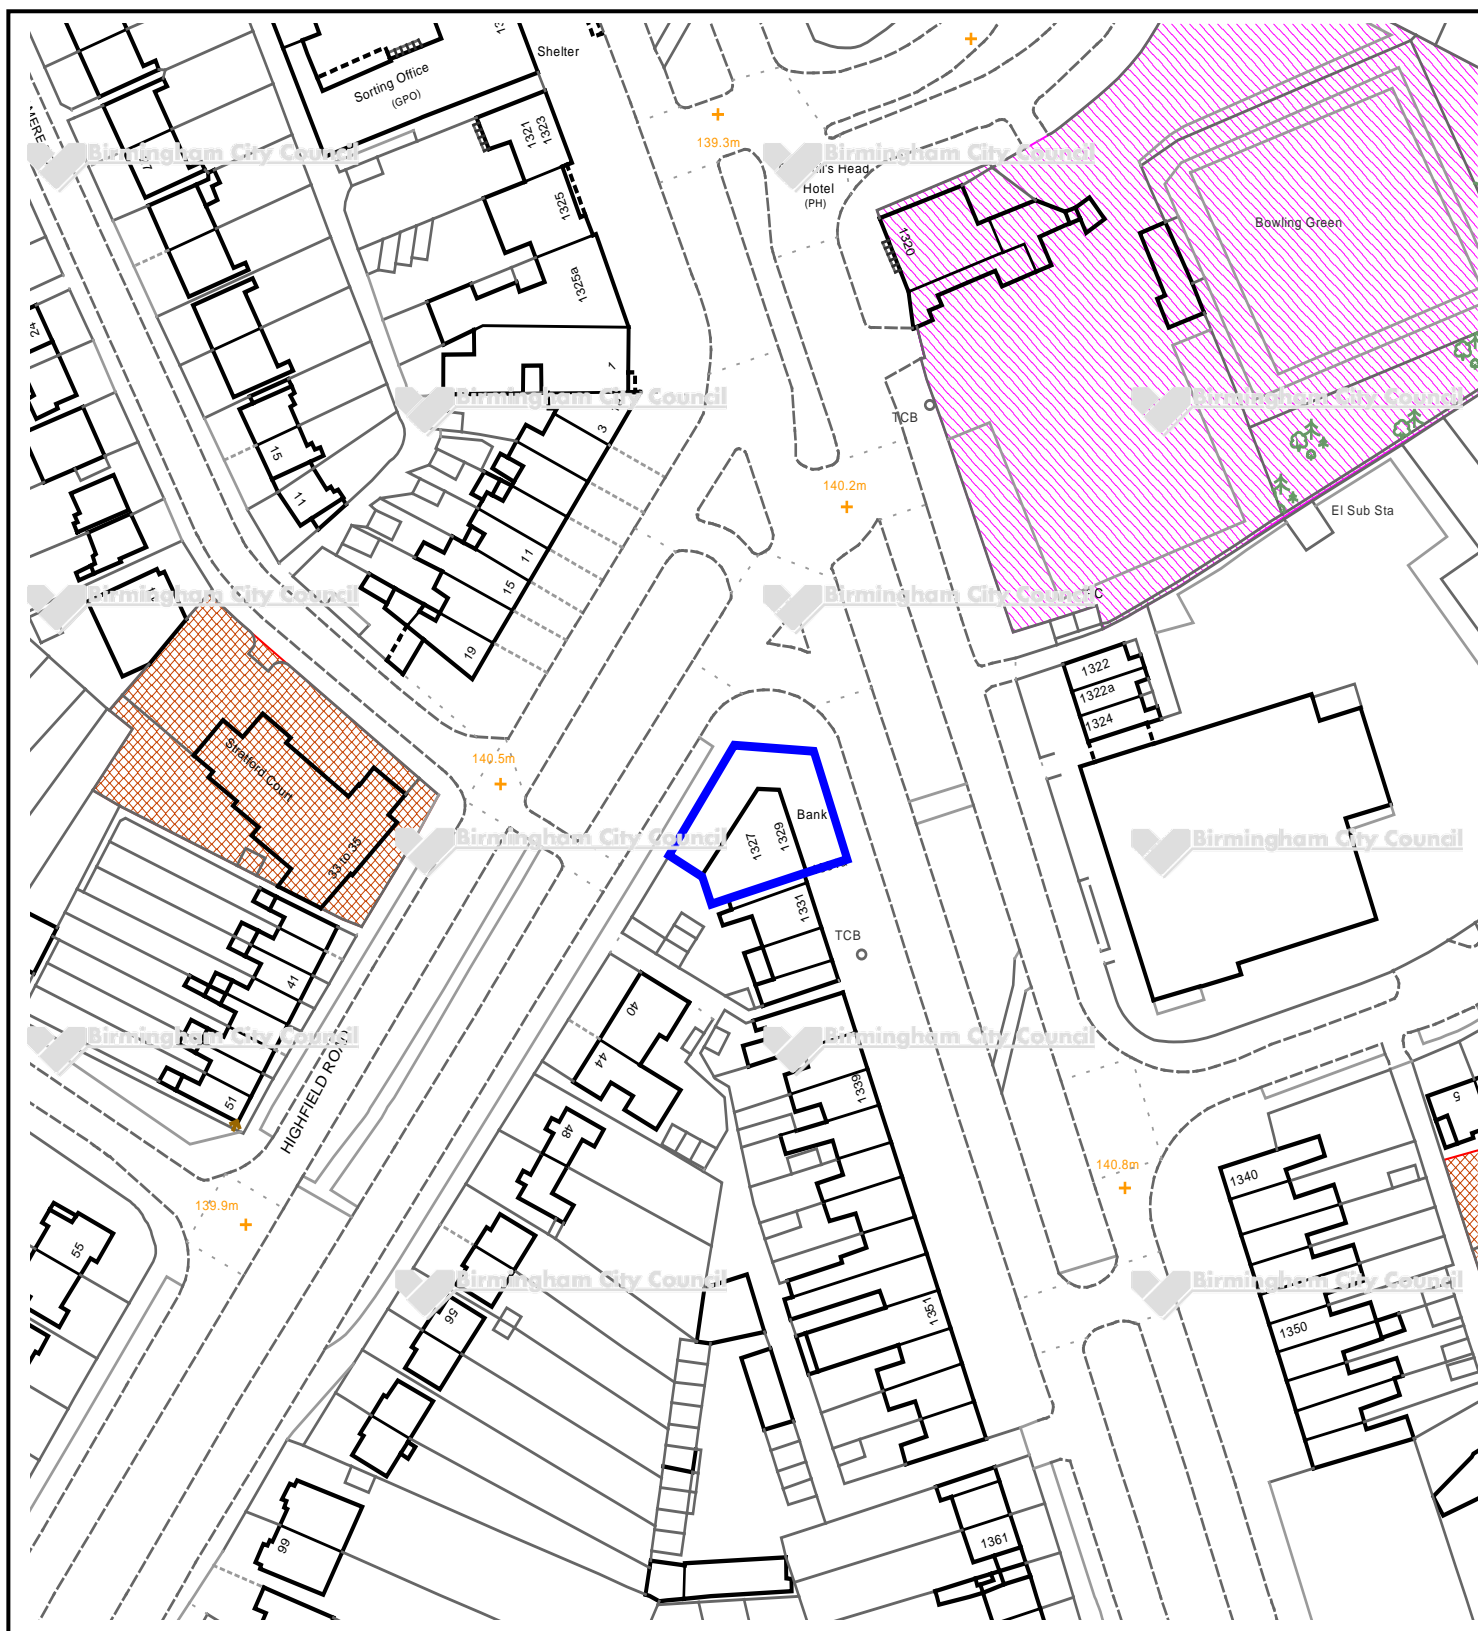 Shelter
Sorting Office
(GPO)
1323
1321
139.3m
Birmingham City Council
Birmingham City Council
Hotel
(PH)
1325
1320
Bowling Green
1325a
24
1
Birmingham City Council
Birmingham City Council
3
TCB
15
11
140.2m
El Sub Sta
11
15
Birmingham City Council
Birmingham City Council
19
1322
1322a
1324
140.5m
Stratford Court
Bank
1329
1327
33 to 35
Birmingham City Council
Birmingham City Council
1331
TCB
41
40
Birmingham City Council
Birmingham City Council
44
1339
51
HIGHFIELD ROAD
48
5
140.8m
1340
139.9m
55
Birmingham City Council
Birmingham City Council
56
1351
1350
1361